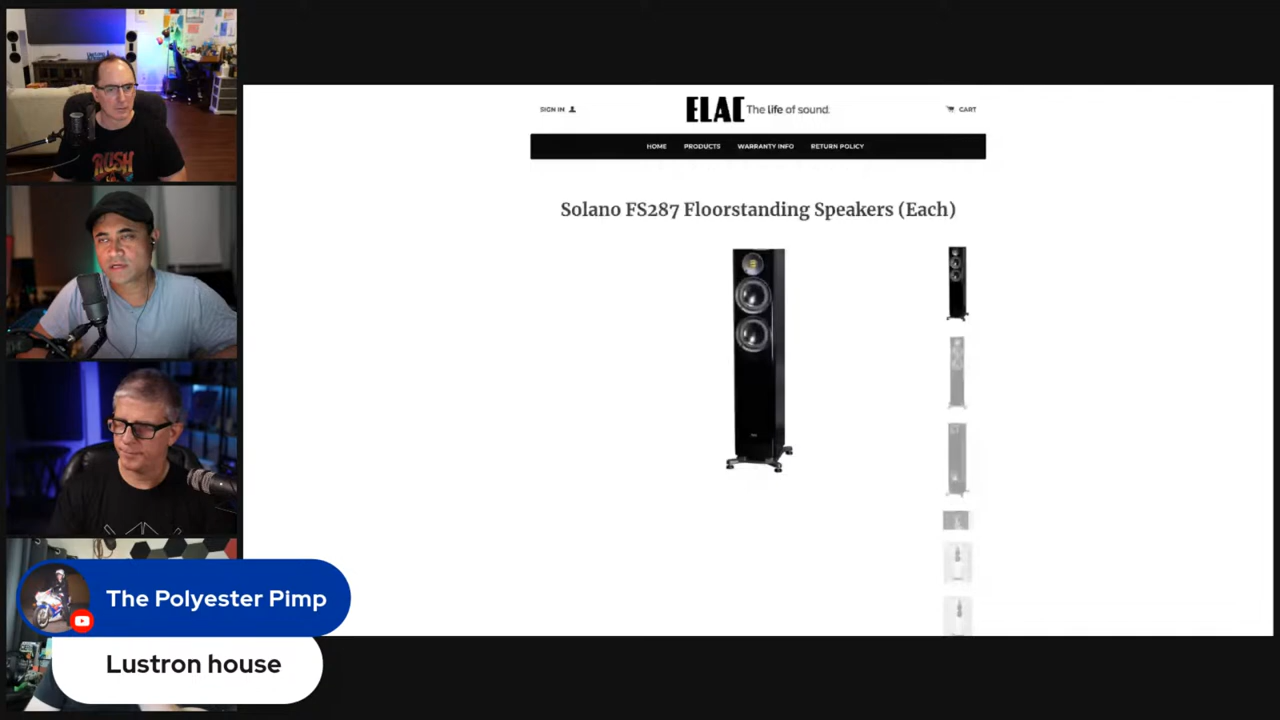 SIGN IN
ELAC The life of sound.
CART
HOME PRODUCTS WARRANTY INFO RETURN POLICY
Solano FS287 Floorstanding Speakers (Each)
RUSH
The Polyester Pimp
Lustron house